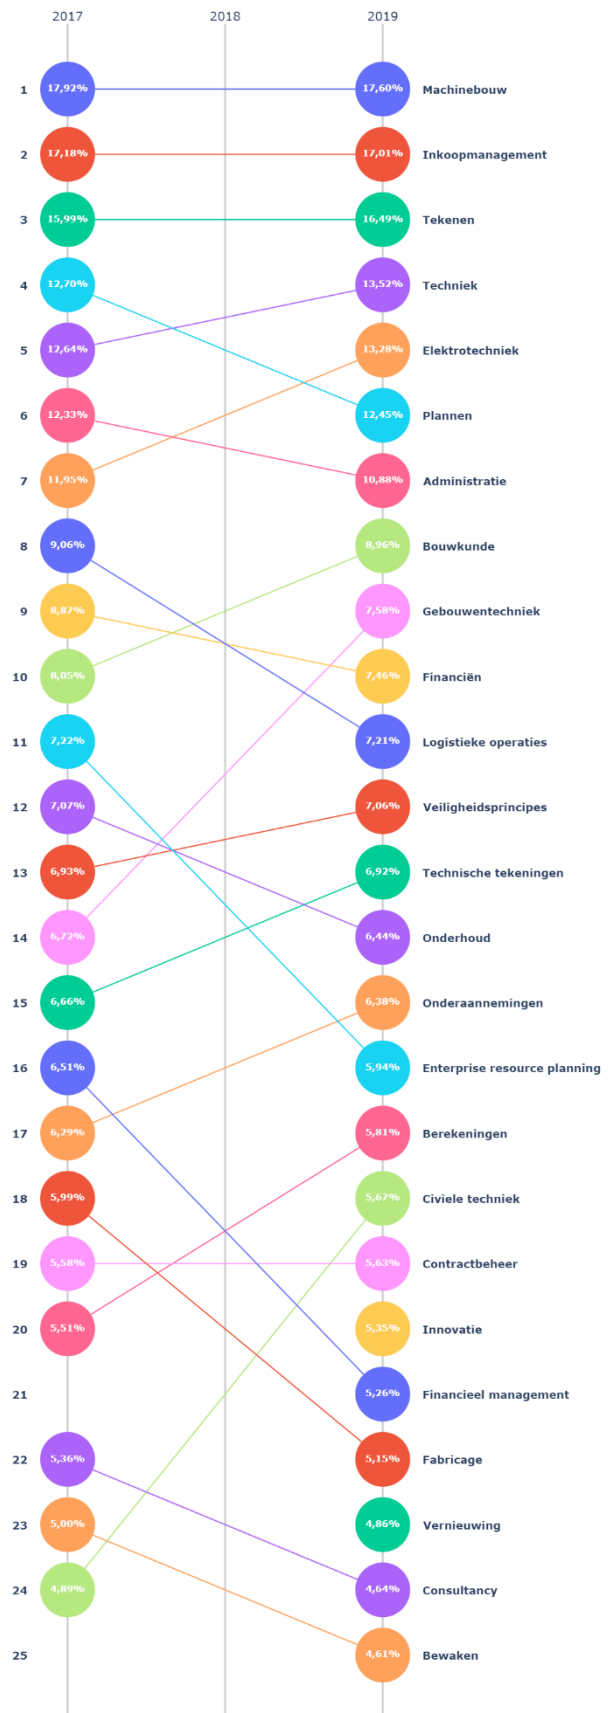 2017 2018 2019
1 17,92% 17,60% Machinebouw
2 17,18% 17,01% Inkoopmanagement
3 15,99% 16,49% Tekenen
4 12,70% 13,52% Techniek
5 12,64% 13,28% Elektrotechniek
6 12,33% 12,45% Plannen
7 11,95% 10,88% Administratie
8 9,06% 8,96% Bouwkunde
9 8,87% 7,58% Gebouwentechniek
10 8,05% 7,46% Financiën
11 7,22% 7,21% Logistieke operaties
12 7,07% 7,06% Veiligheidsprincipes
13 6,93% 6,92% Technische tekeningen
14 6,72% 6,44% Onderhoud
15 6,66% 6,38% Onderaannemingen
16 6,51% 5,94% Enterprise resource planning
17 6,29% 5,81% Berekeningen
18 5,99% 5,67% Civiele techniek
19 5,58% 5,63% Contractbeheer
20 5,51% 5,35% Innovatie
21 5,26% Financieel management
22 5,36% 5,15% Fabricage
23 5,00% 4,86% Vernieuwing
24 4,89% 4,64% Consultancy
25 4,61% Bewaken